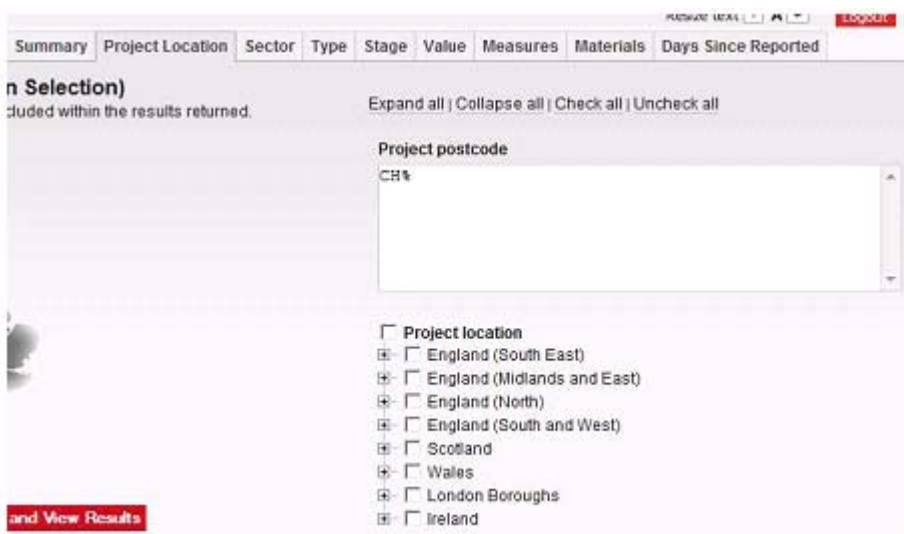 Resize text - A +
Logout
Summary Project Location Sector Type Stage Value Measures Materials Days Since Reported
n Selection)
cluded within the results returned.
Expand all | Collapse all | Check all | Uncheck all
Project postcode
CH%
Project location
England (South East)
England (Midlands and East)
England (North)
England (South and West)
Scotland
Wales
London Boroughs
Ireland
and View Results